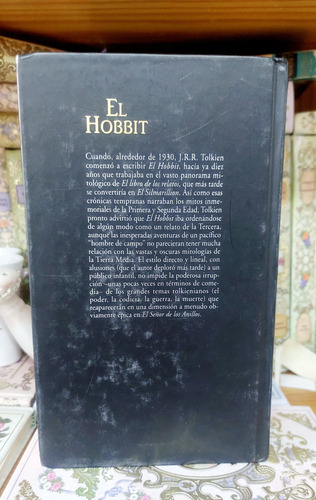 EL
HOBBIT
Cuando, alrededor de 1930, J.R.R. Tolkien
comenzó a escribir El Hobbit, hacía ya diez
años que trabajaba en el vasto panorama mi-
tológico de El libro de los relatos, que más tarde
se convertiría en El Silmarillion. Así como esas
crónicas tempranas narraban los mitos inme-
moriales de la Primera y Segunda Edad, Tolkien
pronto advirtió que El Hobbit iba ordenándose
de algún modo como un relato de la Tercera,
aunque las inesperadas aventuras de un pacífico
"hombre de campo" no parecieran tener mucha
relación con las vastas y oscuras mitologías de
la Tierra Media. El estilo directo y lineal, con
alusiones (que el autor deploró más tarde) a un
público infantil, no impide la poderosa irrup-
ción –unas pocas veces en términos de come-
dia– de los grandes temas tolkienianos (el
poder, la codicia, la guerra, la muerte) que
reaparecerán en una dimensión a menudo ob-
viamente épica en El Señor de los Anillos.